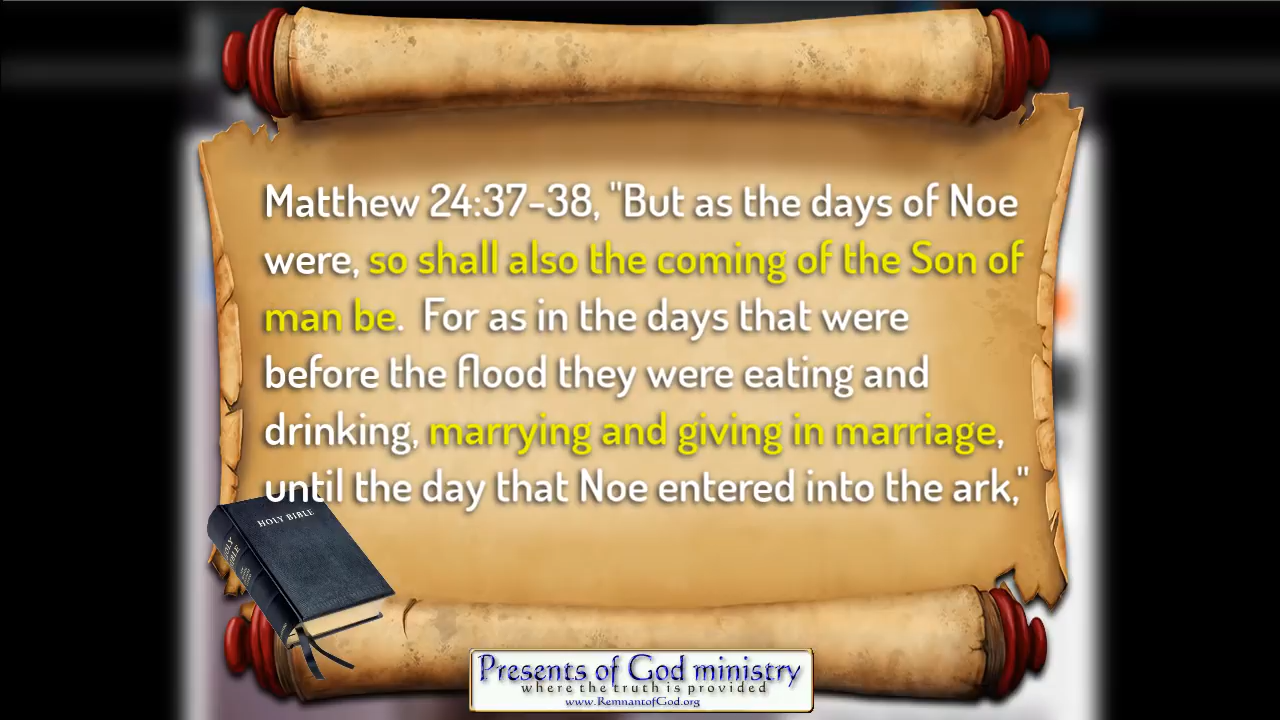 Matthew 24:37-38, "But as the days of Noe
were, so shall also the coming of the Son of
man be.  For as in the days that were
before the flood they were eating and
drinking, marrying and giving in marriage,
until the day that Noe entered into the ark,"
HOLY BIBLE
HOLY BIBLE
Presents of God ministry
where the truth is provided
www.RemnantofGod.org